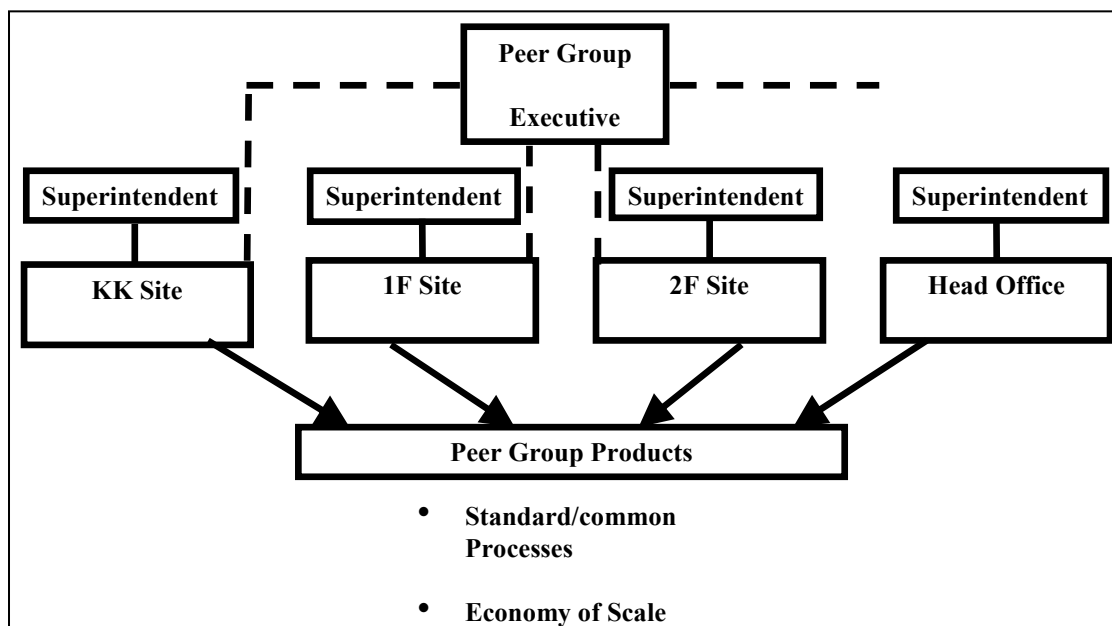 Peer Group
Executive
Superintendent
Superintendent
Superintendent
Superintendent
KK Site
1F Site
2F Site
Head Office
Peer Group Products
• Standard/common
Processes
• Economy of Scale